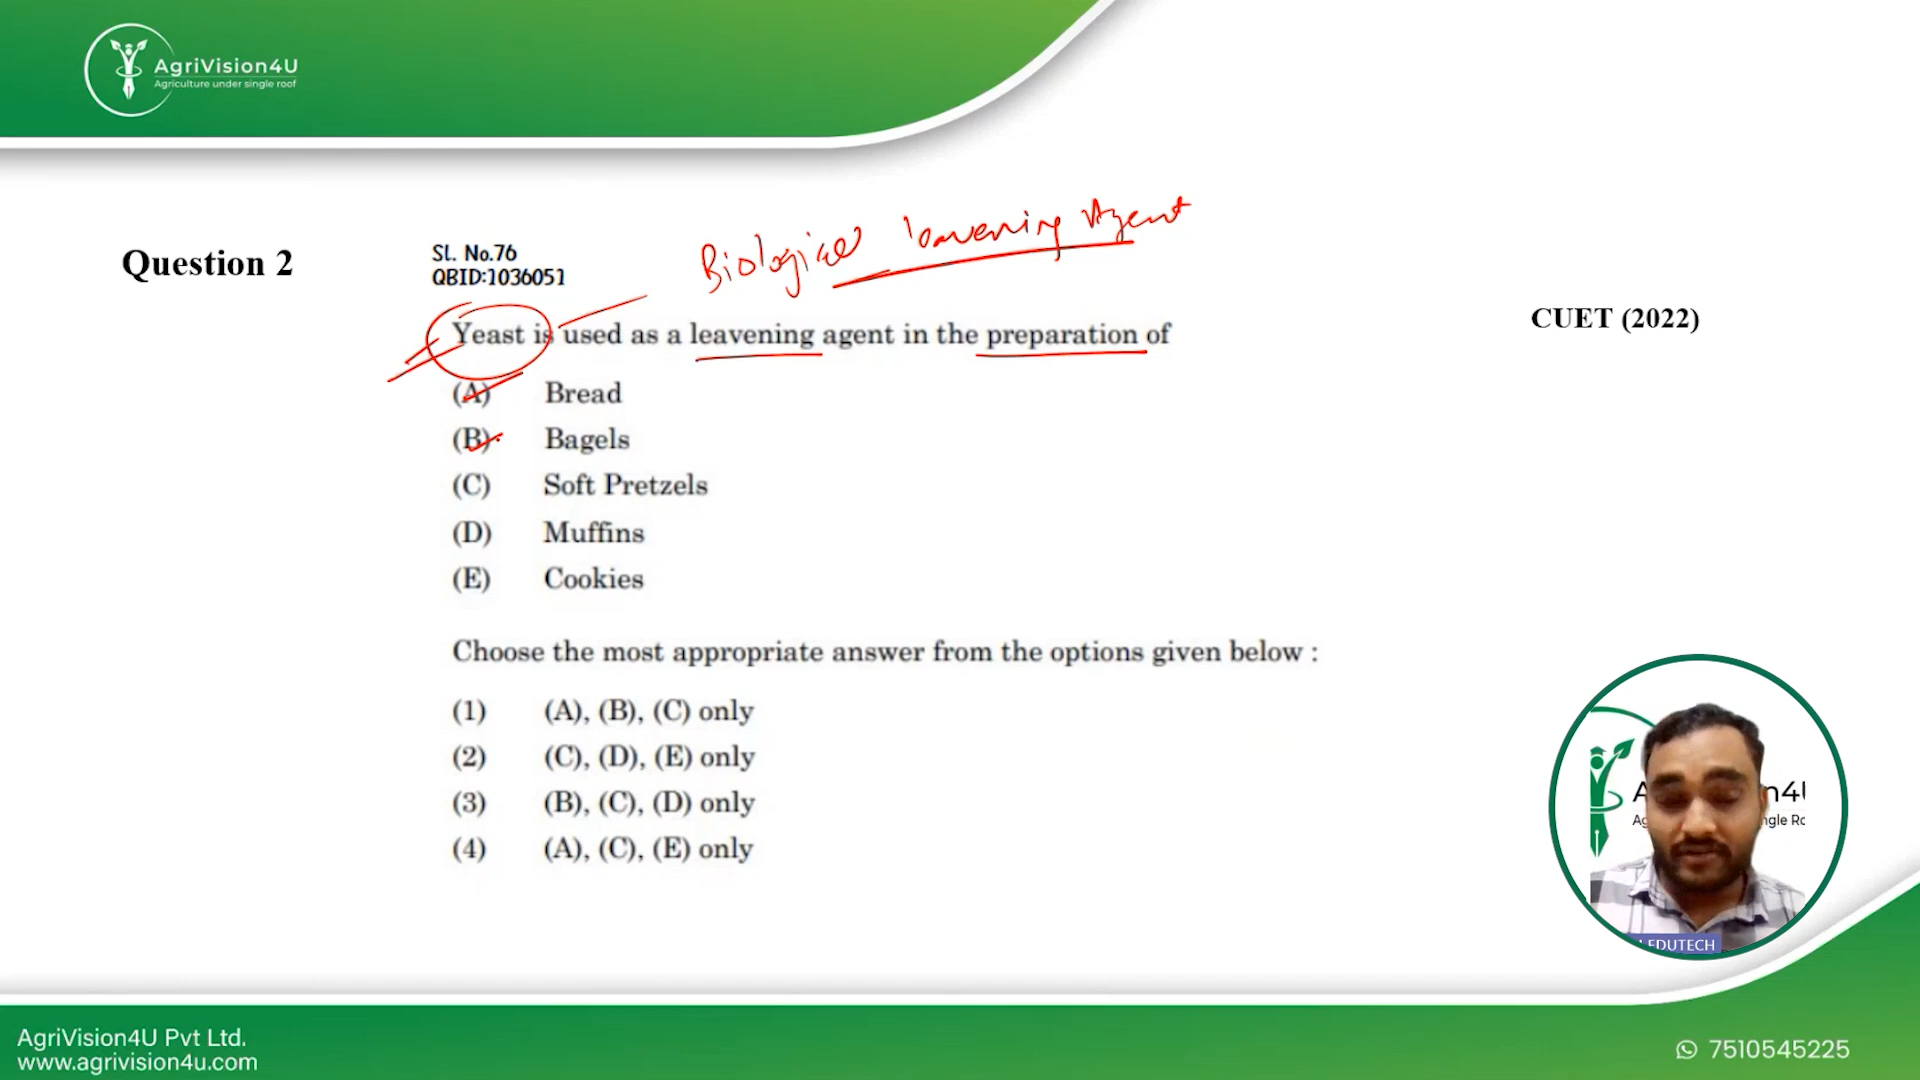 AgriVision4U
Agriculture under single roof
Biological leavening Agent
Question 2
SL. No.76
QBID:1036051
CUET (2022)
Yeast is used as a leavening agent in the preparation of
(A) Bread
(B) Bagels
(C) Soft Pretzels
(D) Muffins
(E) Cookies
Choose the most appropriate answer from the options given below :
(1) (A), (B), (C) only
(2) (C), (D), (E) only
(3) (B), (C), (D) only
(4) (A), (C), (E) only
EDUTECH
AgriVision4U Pvt Ltd.
www.agrivision4u.com
7510545225